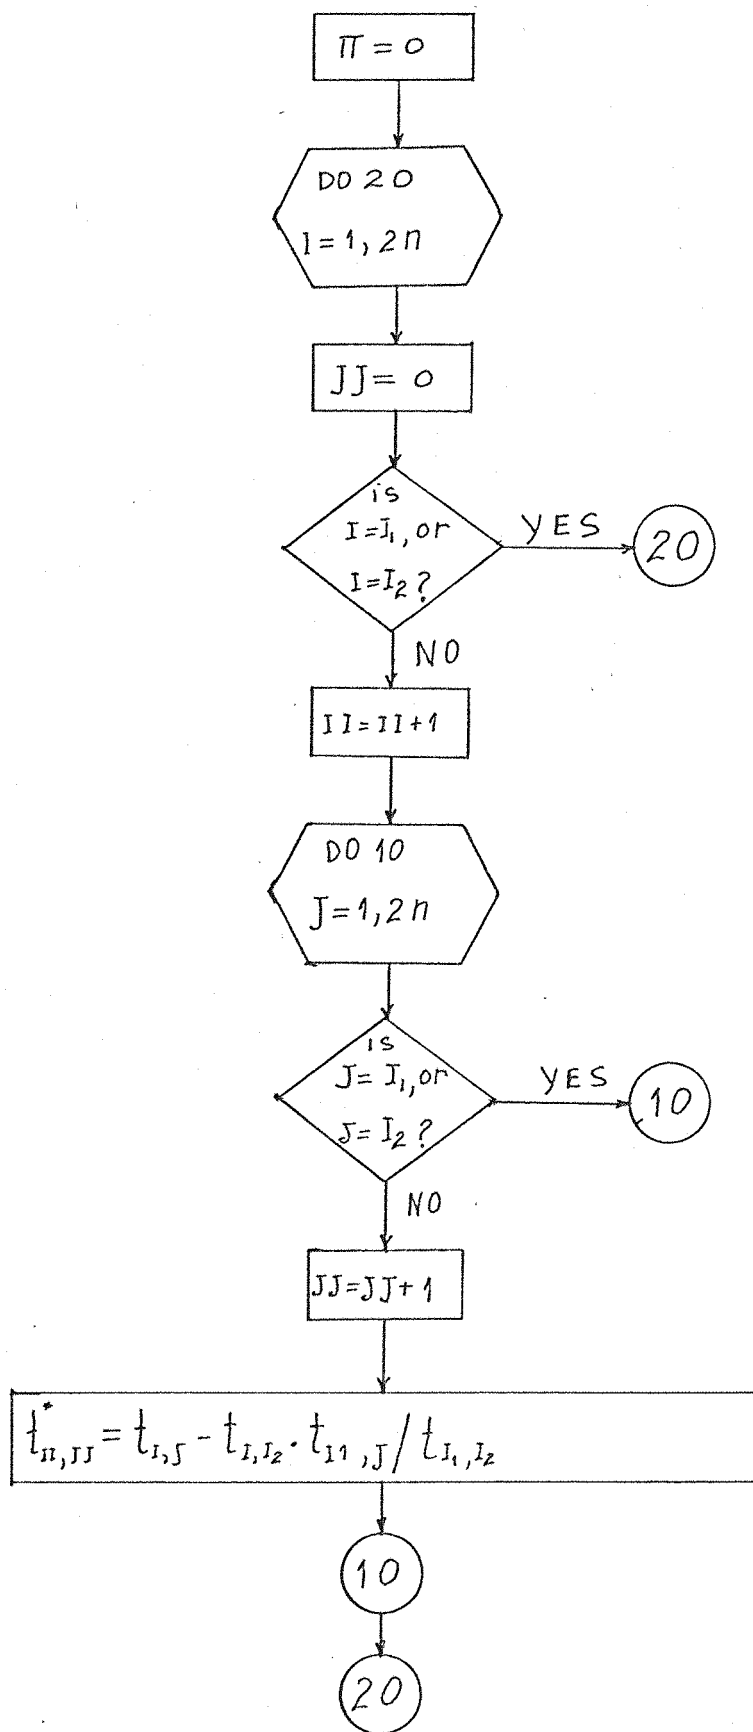 II = 0
DO 20
I = 1, 2n
JJ = 0
is
I=I₁, or
I=I₂?
YES
20
NO
II=II+1
DO 10
J=1, 2n
is
J= I₁, or
J= I₂?
YES
10
NO
JJ=JJ+1
t*II,JJ = tI,J - tI,I₂ · tI1,J / tI₁,I₂
10
20